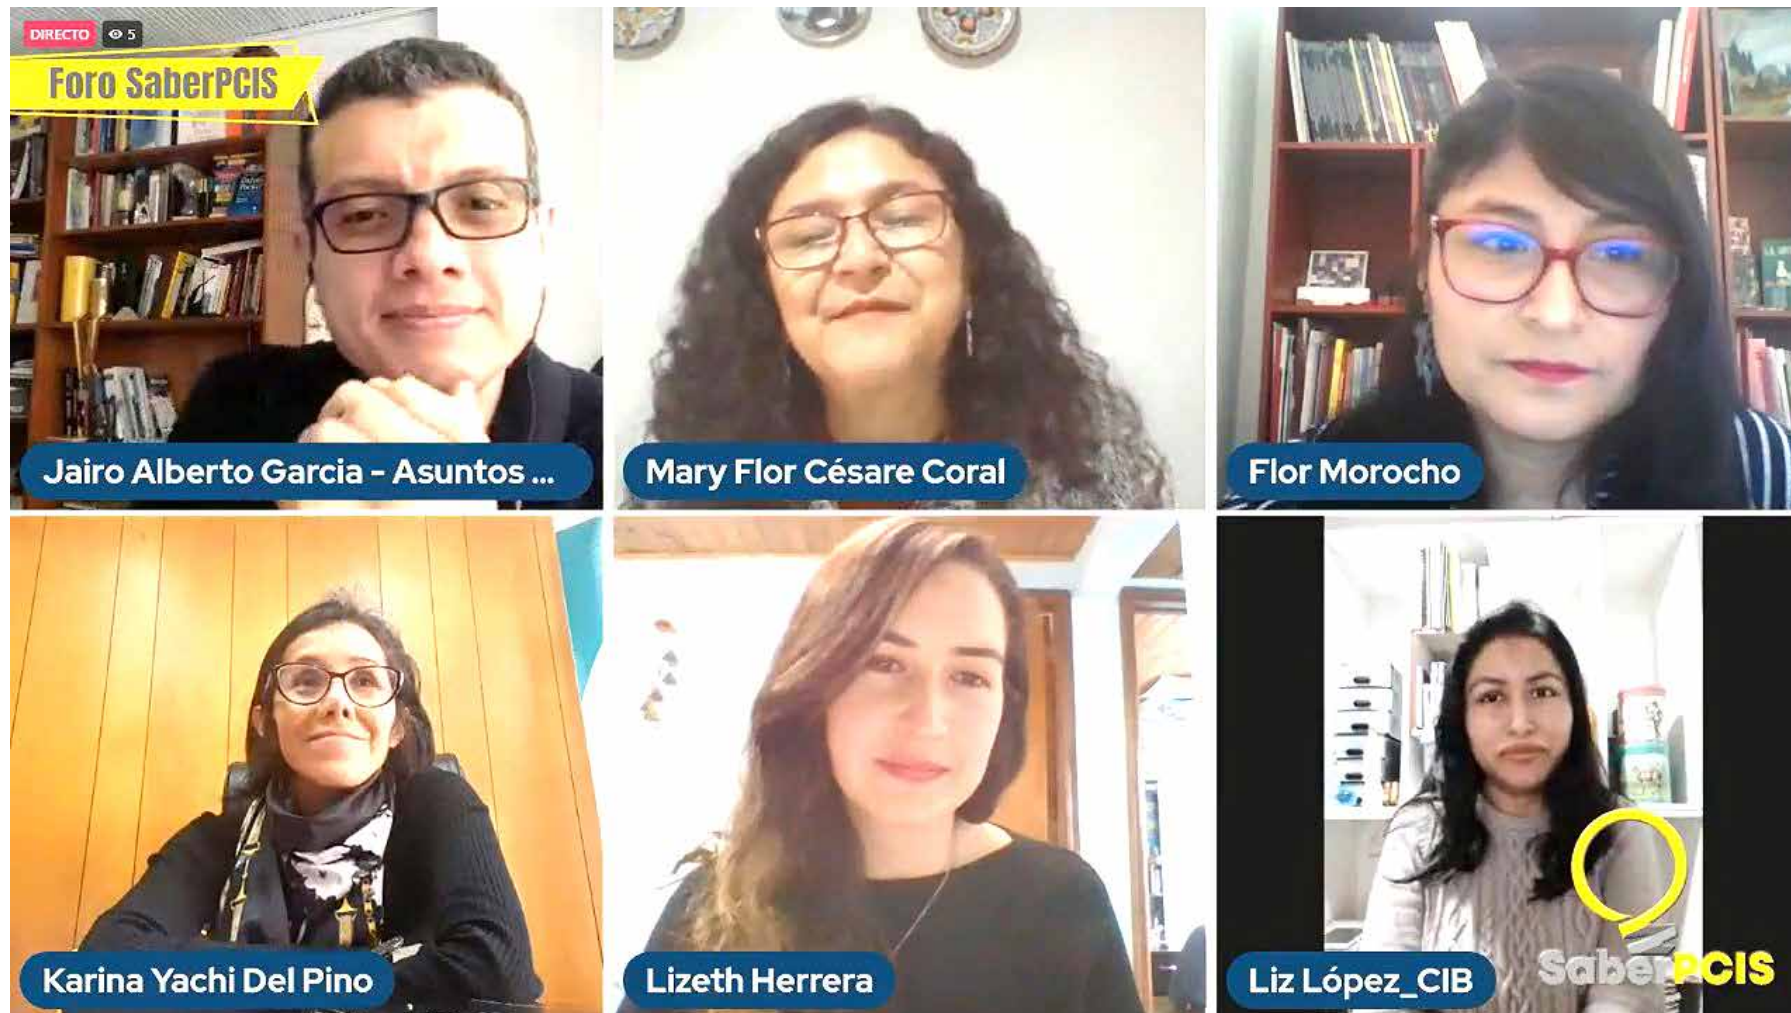 DIRECTO 5
Foro SaberPCIS
Jairo Alberto Garcia - Asuntos ...
Mary Flor Césare Coral
Flor Morocho
Karina Yachi Del Pino
Lizeth Herrera
Liz López_CIB
SaberPCIS